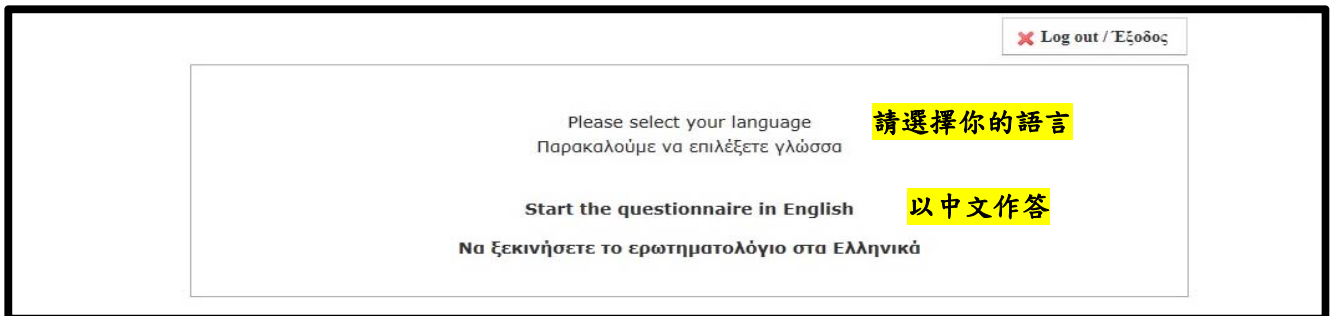 Log out / Έξοδος
Please select your language 請選擇你的語言
Παρακαλούμε να επιλέξετε γλώσσα
Start the questionnaire in English 以中文作答
Να ξεκινήσετε το ερωτηματολόγιο στα Ελληνικά